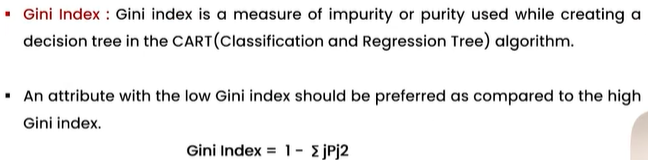 ▪ Gini Index : Gini index is a measure of impurity or purity used while creating a
decision tree in the CART(Classification and Regression Tree) algorithm.
▪ An attribute with the low Gini index should be preferred as compared to the high
Gini index.
Gini Index = 1 - Σ jPj2